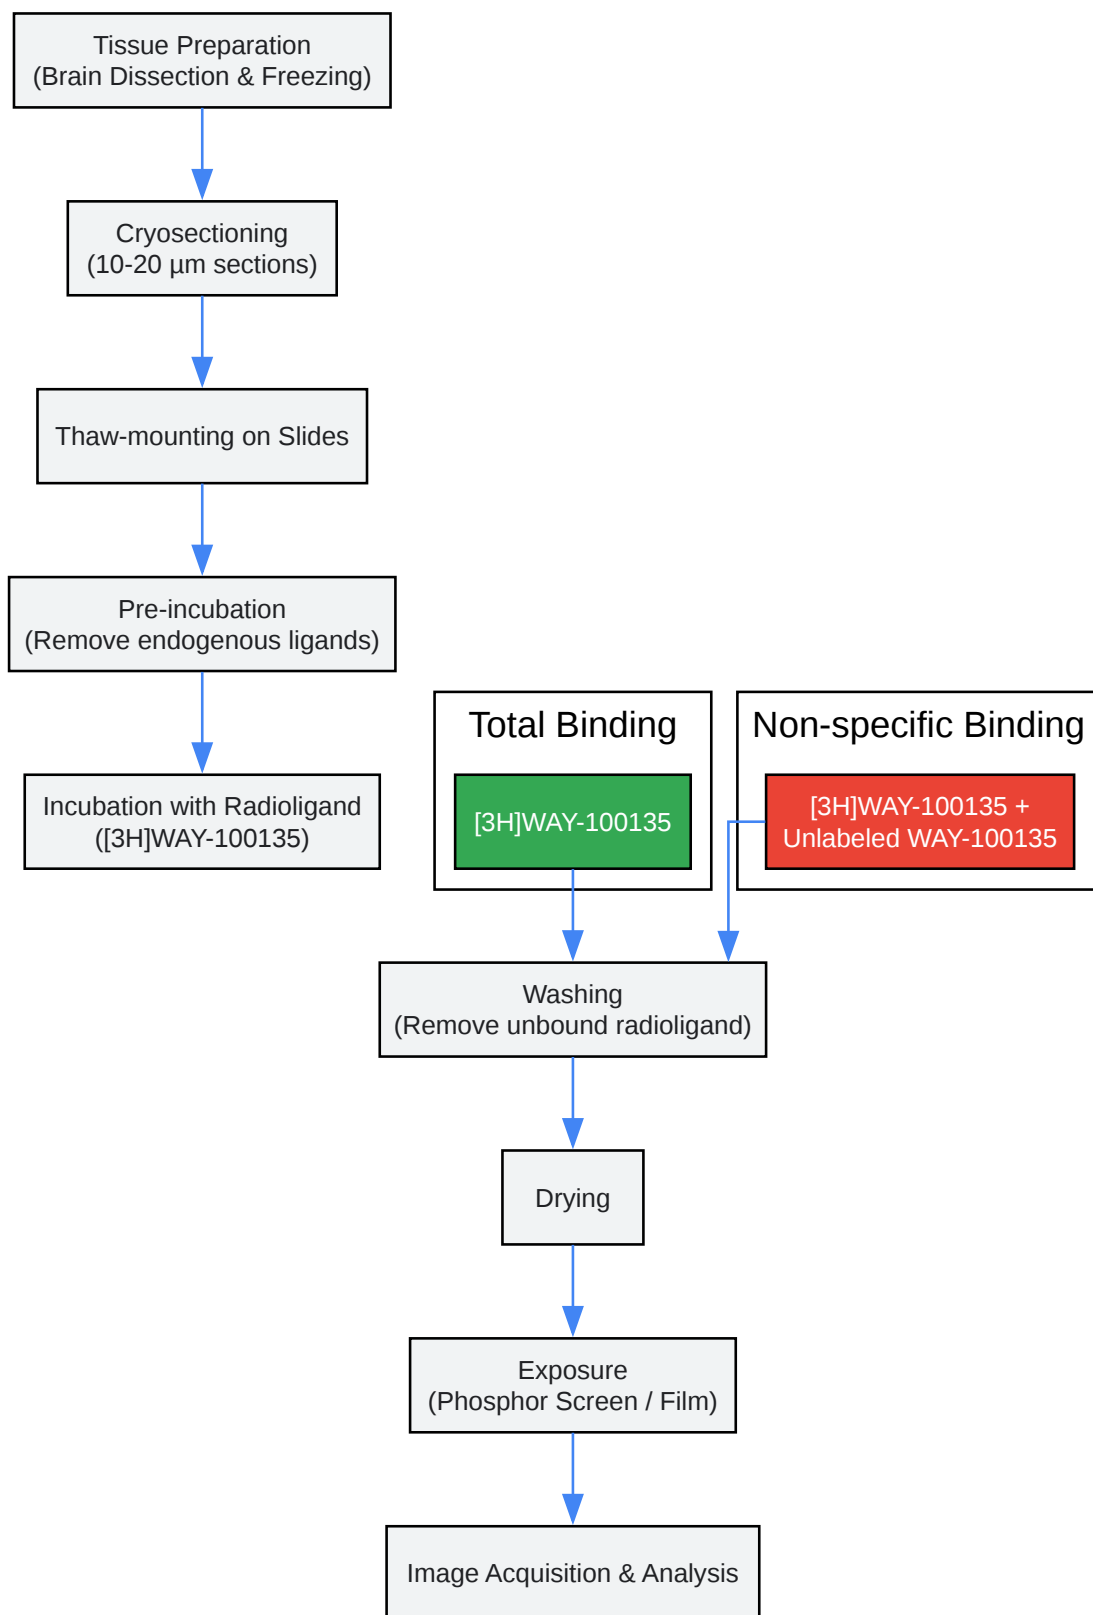 Tissue Preparation
(Brain Dissection & Freezing)
Cryosectioning
(10-20 µm sections)
Thaw-mounting on Slides
Pre-incubation
(Remove endogenous ligands)
Incubation with Radioligand
([3H]WAY-100135)
Total Binding
[3H]WAY-100135
Non-specific Binding
[3H]WAY-100135 +
Unlabeled WAY-100135
Washing
(Remove unbound radioligand)
Drying
Exposure
(Phosphor Screen / Film)
Image Acquisition & Analysis